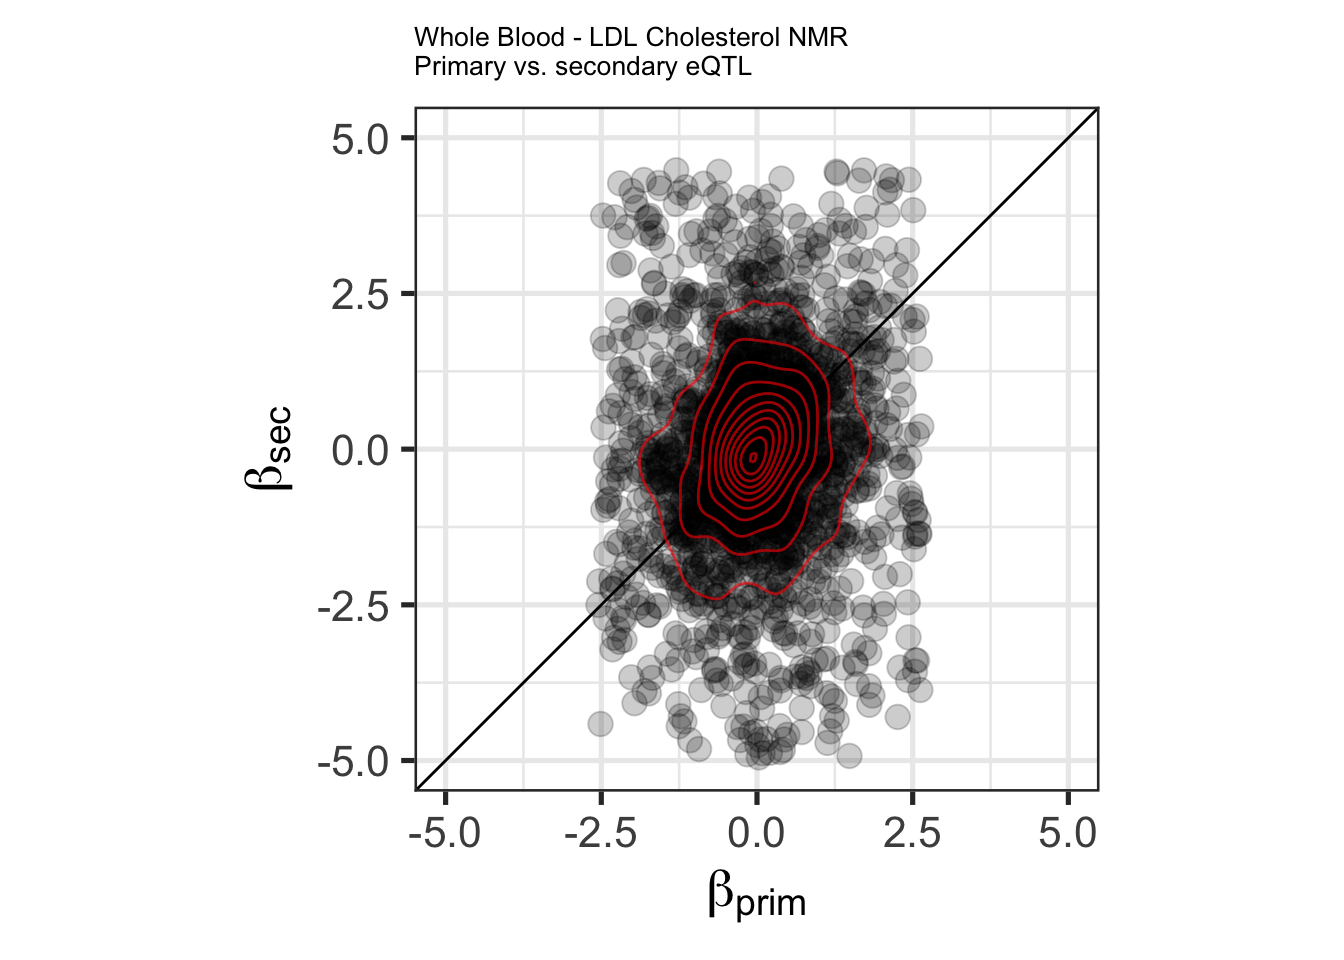 Whole Blood - LDL Cholesterol NMR
Primary vs. secondary eQTL
5.0
2.5
0.0
-2.5
-5.0
βsec
-5.0 -2.5 0.0 2.5 5.0
βprim